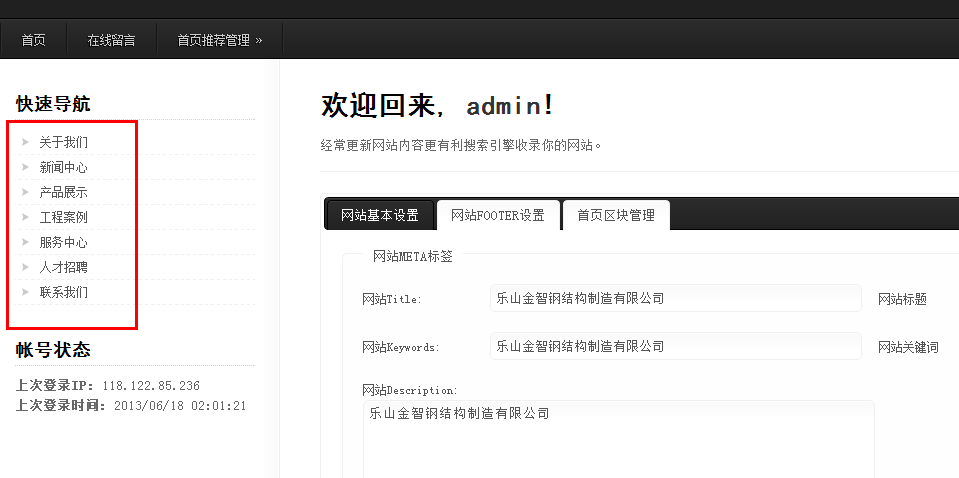 首页 在线留言 首页推荐管理 »
快速导航
关于我们
新闻中心
产品展示
工程案例
服务中心
人才招聘
联系我们
帐号状态
上次登录IP: 118.122.85.236
上次登录时间: 2013/06/18 02:01:21
欢迎回来, admin!
经常更新网站内容更有利搜索引擎收录你的网站。
网站基本设置 网站FOOTER设置 首页区块管理
网站META标签
网站Title: 乐山金智钢结构制造有限公司 网站标题
网站Keywords: 乐山金智钢结构制造有限公司 网站关键词
网站Description:
乐山金智钢结构制造有限公司